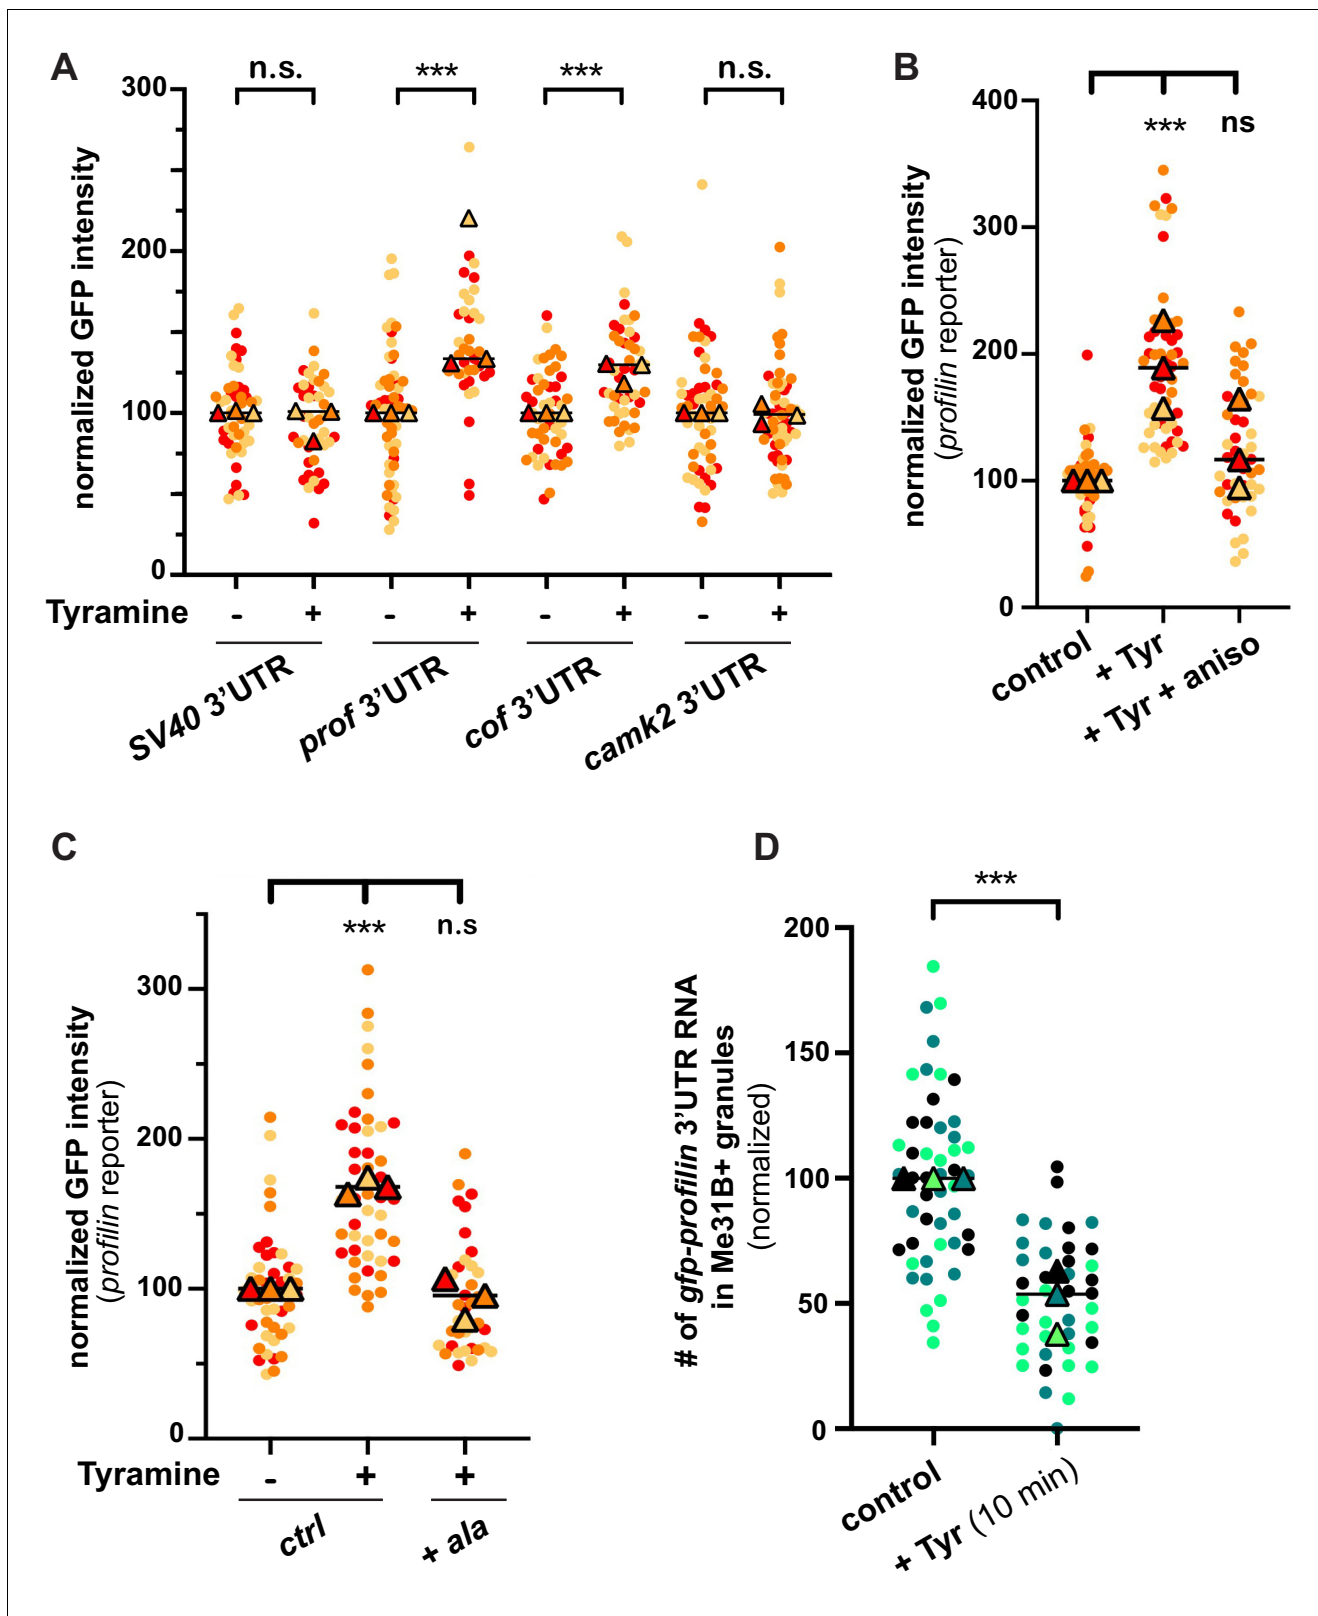 A
n.s.
***
***
n.s.
300
200
100
0
normalized GFP intensity
Tyramine - + - + - + - +
SV40 3’UTR
prof 3’UTR
cof 3’UTR
camk2 3’UTR
B
400
300
200
100
0
***
ns
normalized GFP intensity
(profilin reporter)
control
+ Tyr
+ Tyr + aniso
C
***
n.s
300
200
100
0
normalized GFP intensity
(profilin reporter)
Tyramine - + +
ctrl
+ ala
D
***
200
150
100
50
0
# of gfp-profilin 3’UTR RNA
in Me31B+ granules
(normalized)
control
+ Tyr (10 min)